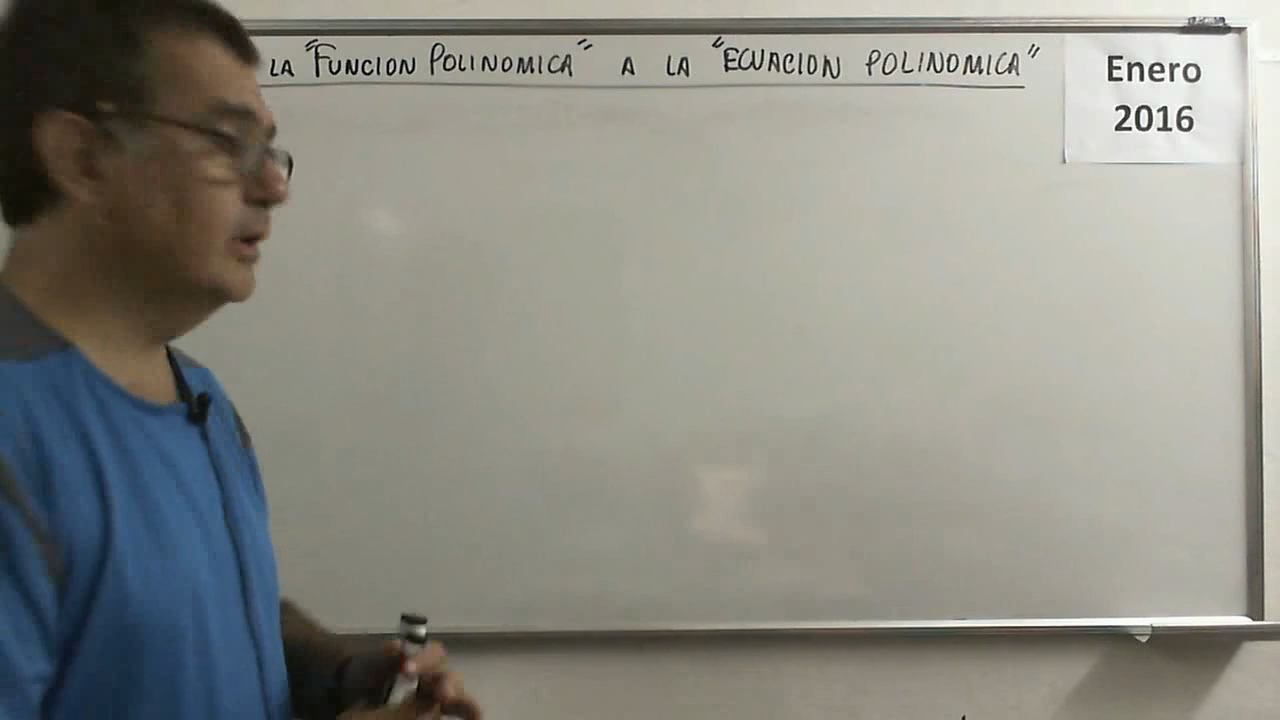 LA "FUNCION POLINOMICA" A LA "ECUACION POLINOMICA"
Enero
2016